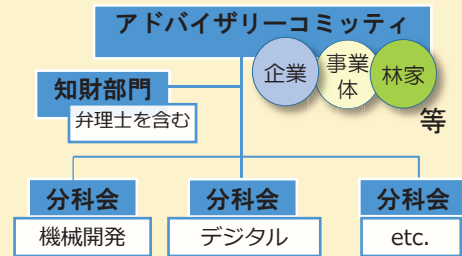 アドバイザリーコミッティ
企業
事業
体
林家
等
知財部門
弁理士を含む
分科会
機械開発
分科会
デジタル
分科会
etc.